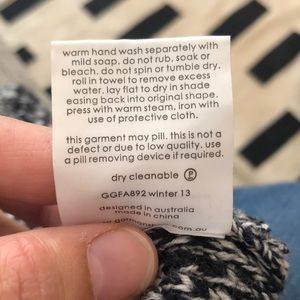 warm hand wash separately with
mild soap. do not rub, soak or
bleach. do not spin or tumble dry.
roll in towel to remove excess
water. lay flat to dry in shade
easing back into original shape.
press with warm steam, iron with
use of protective cloth.
this garment may pill. this is not a
defect or due to low quality. use
a pill removing device if required.
dry cleanable P
GGFA892 winter 13
designed in australia
made in china
.com.au